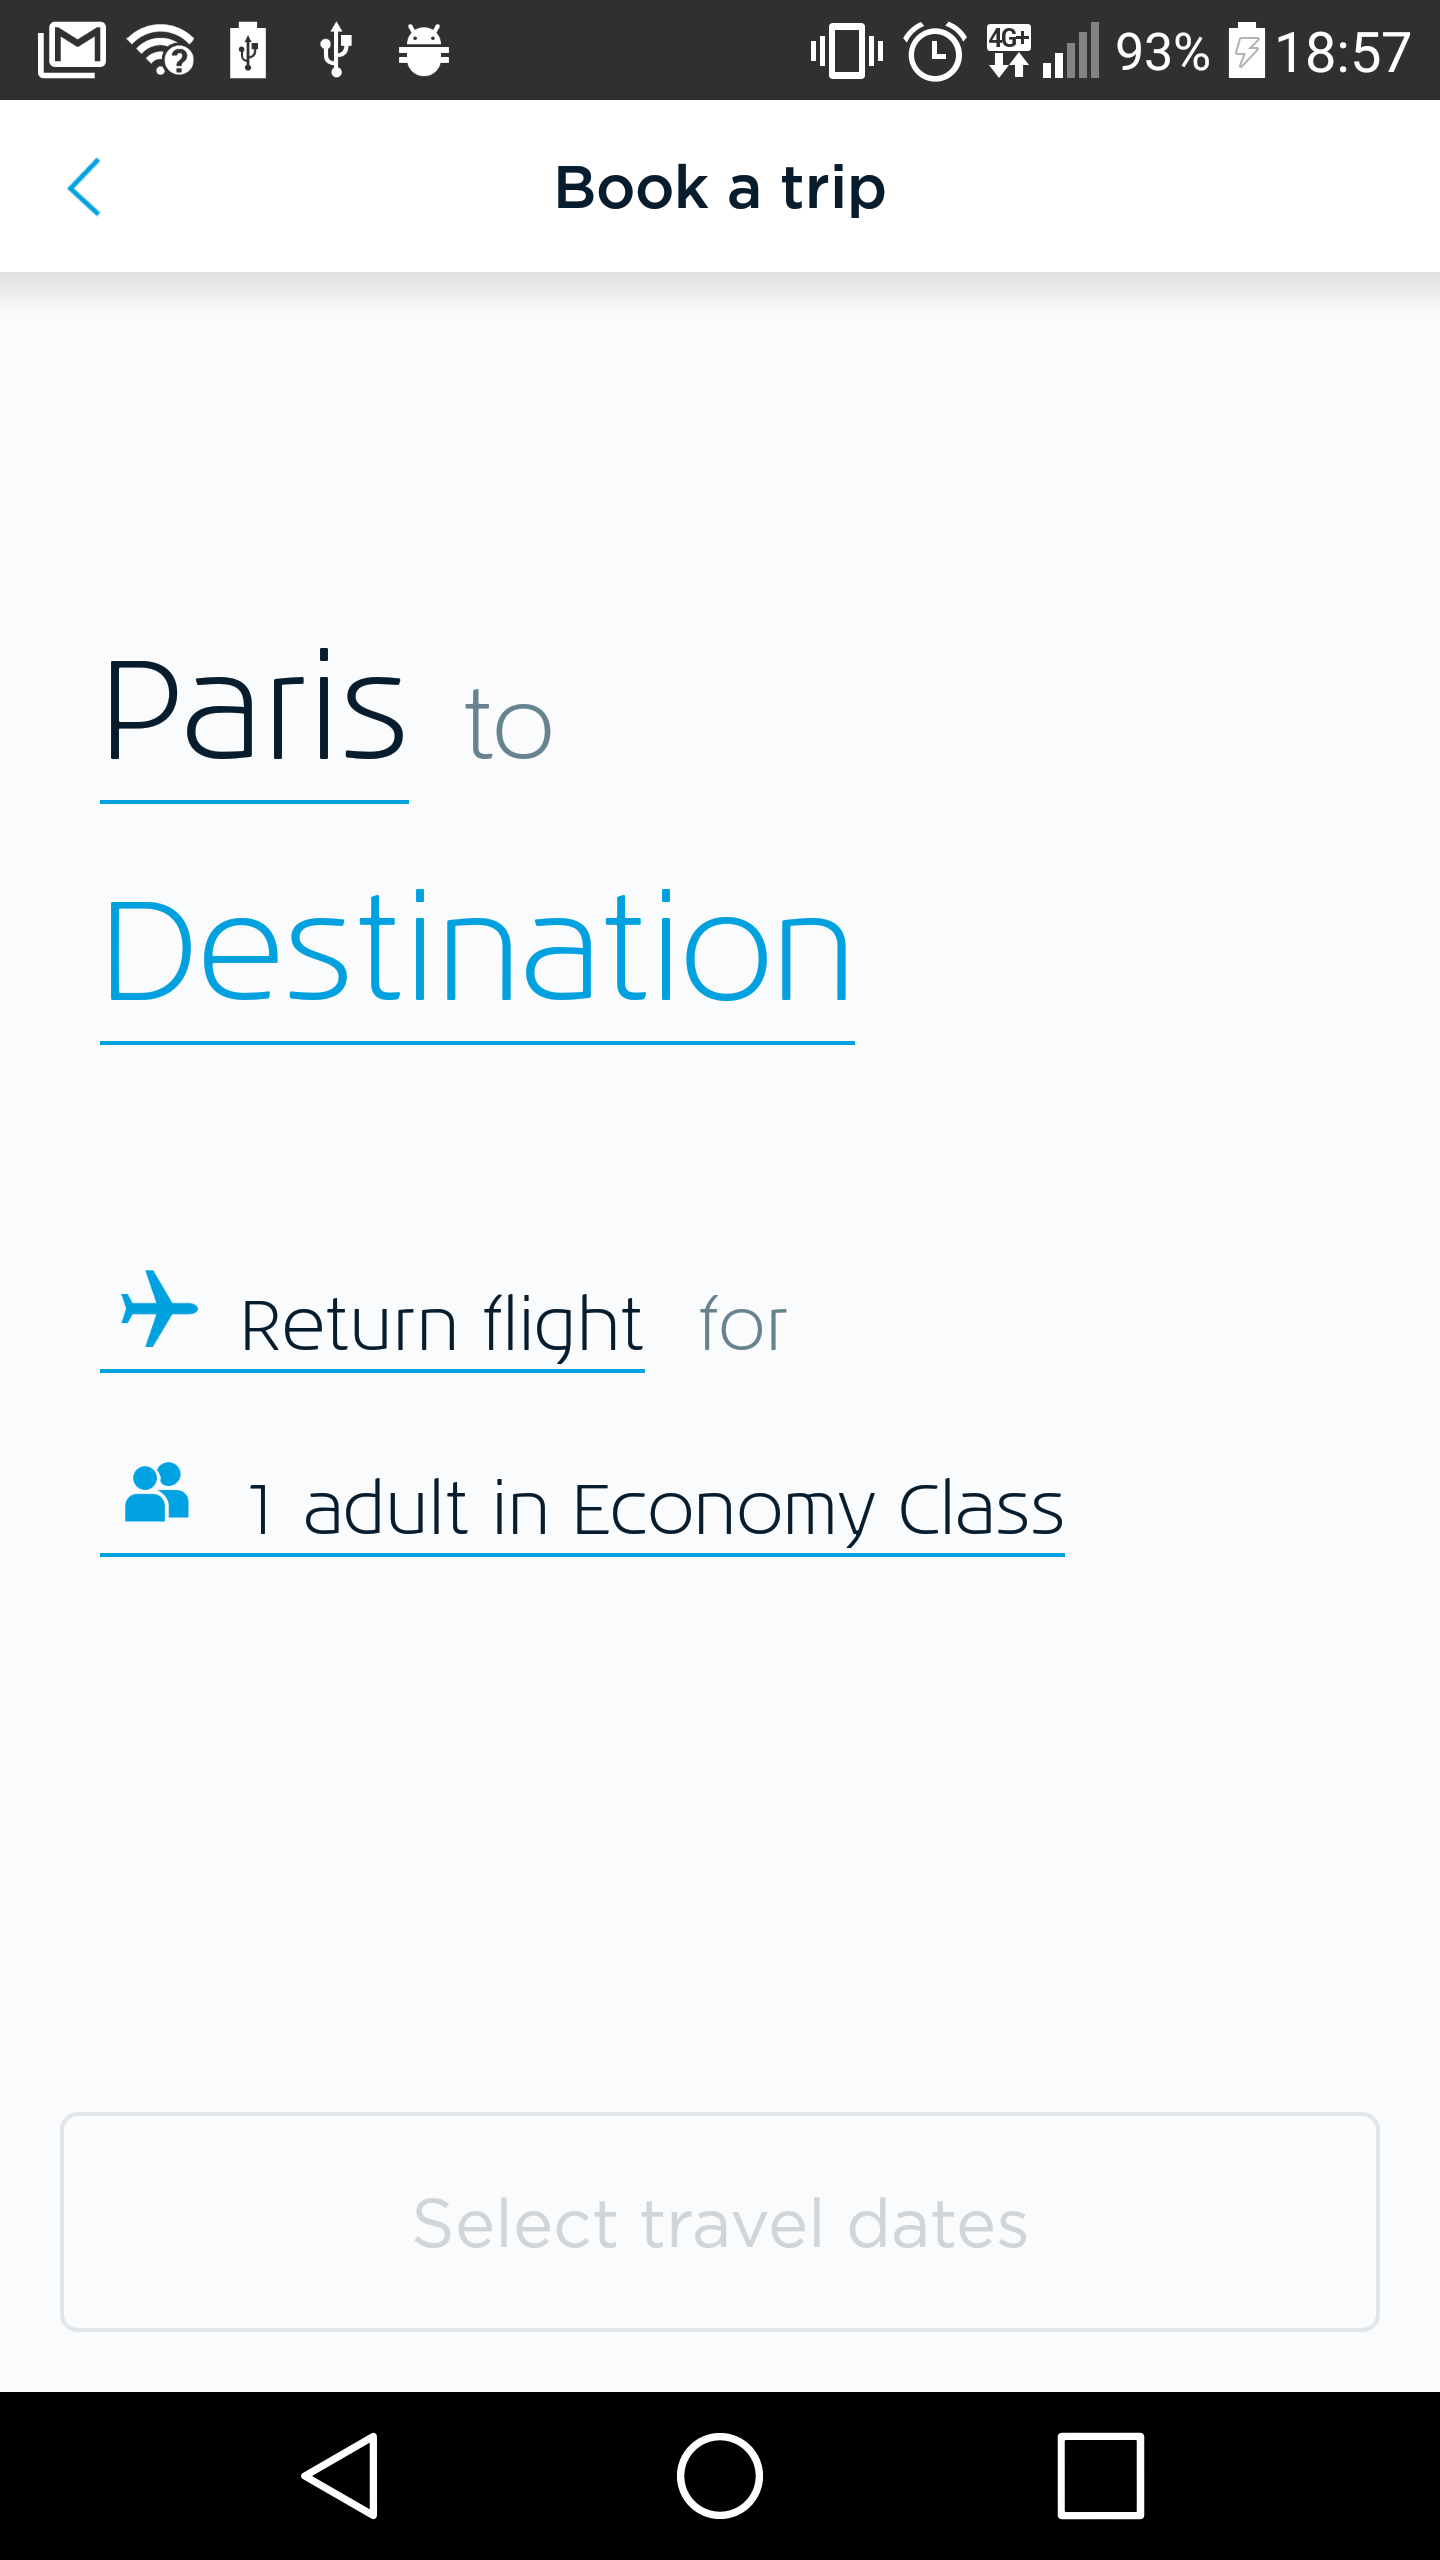 4G+ 93% 18:57
Book a trip
Paris to
Destination
Return flight for
1 adult in Economy Class
Select travel dates